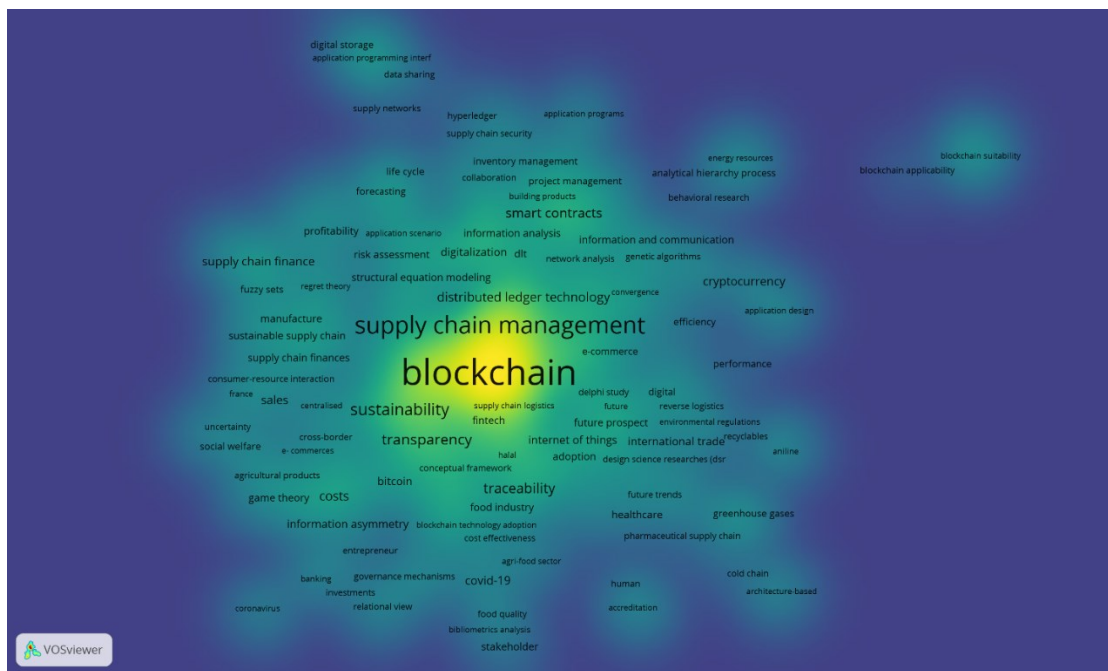 digital storage
application programming interf
data sharing
supply networks
hyperledger
application programs
supply chain security
blockchain suitability
energy resources
inventory management
blockchain applicability
life cycle
analytical hierarchy process
collaboration
project management
forecasting
building products
behavioral research
smart contracts
profitability
application scenario
information analysis
information and communication
risk assessment
digitalization
dlt
network analysis
genetic algorithms
supply chain finance
structural equation modeling
cryptocurrency
fuzzy sets
regret theory
distributed ledger technology
convergence
application design
manufacture
supply chain management
efficiency
sustainable supply chain
e-commerce
supply chain finances
performance
blockchain
consumer-resource interaction
france
delphi study
digital
sales
centralised
sustainability
supply chain logistics
future
reverse logistics
fintech
future prospect
environmental regulations
uncertainty
cross-border
transparency
internet of things
international trade
recyclables
social welfare
e- commerces
halal
adoption
design science researches (dsr
aniline
conceptual framework
agricultural products
bitcoin
traceability
game theory
costs
future trends
food industry
healthcare
greenhouse gases
information asymmetry
blockchain technology adoption
cost effectiveness
pharmaceutical supply chain
entrepreneur
agri-food sector
banking
governance mechanisms
covid-19
human
cold chain
investments
architecture-based
coronavirus
relational view
food quality
accreditation
bibliometrics analysis
stakeholder
VOSviewer